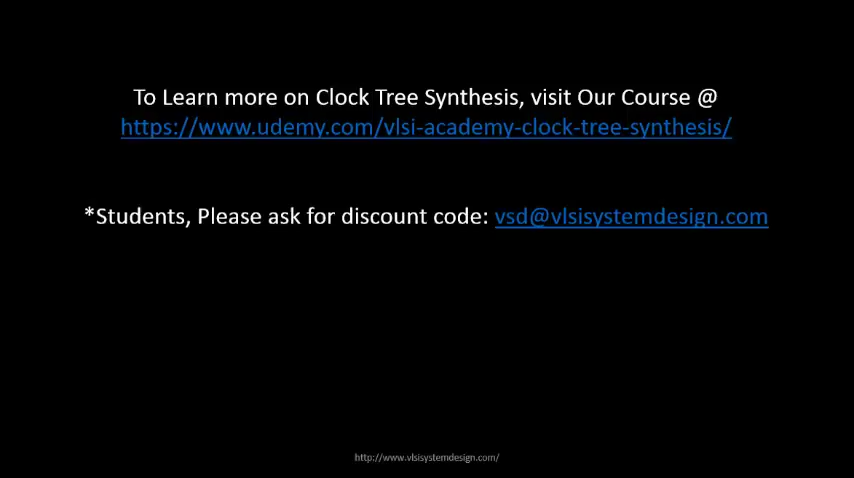 To Learn more on Clock Tree Synthesis, visit Our Course @
https://www.udemy.com/vlsi-academy-clock-tree-synthesis/
*Students, Please ask for discount code: vsd@vlsisystemdesign.com
http://www.vlsisystemdesign.com/